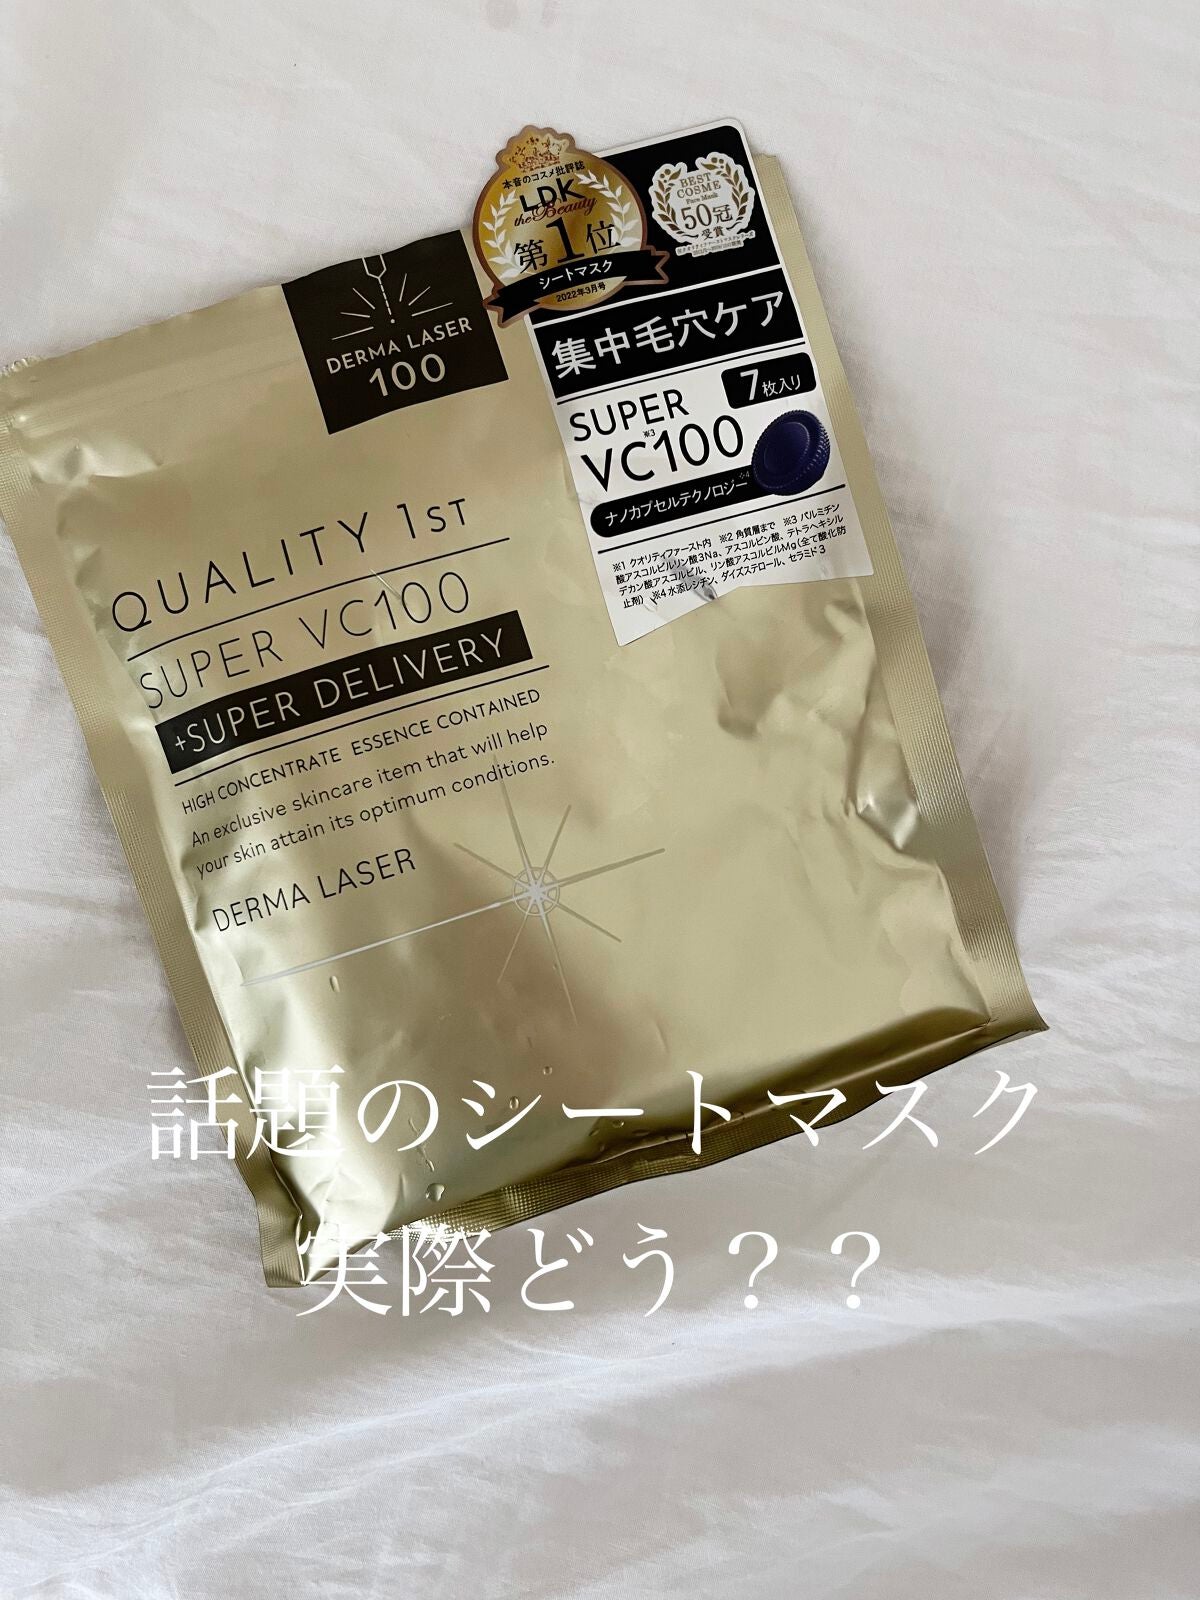 本音のコスメ批評誌
LDK
the Beauty
第1位
シートマスク
2022年3月号
BEST
COSME
Face Mask
50冠
受賞
DERMA LASER
100
集中毛穴ケア
7枚入り
SUPER
VC100※3
ナノカプセルテクノロジー※4
※1 クオリティファースト内 ※2 角質層まで ※3 パルミチン
酸アスコルビルリン酸3Na、アスコルビン酸、テトラヘキシル
デカン酸アスコルビル、リン酸アスコルビルMg(全て酸化防
止剤) ※4 水添レシチン、ダイズステロール、セラミド3
QUALITY 1ST
SUPER VC100
+SUPER DELIVERY
HIGH CONCENTRATE ESSENCE CONTAINED
An exclusive skincare item that will help
your skin attain its optimum conditions.
DERMA LASER
話題のシートマスク
実際どう？？